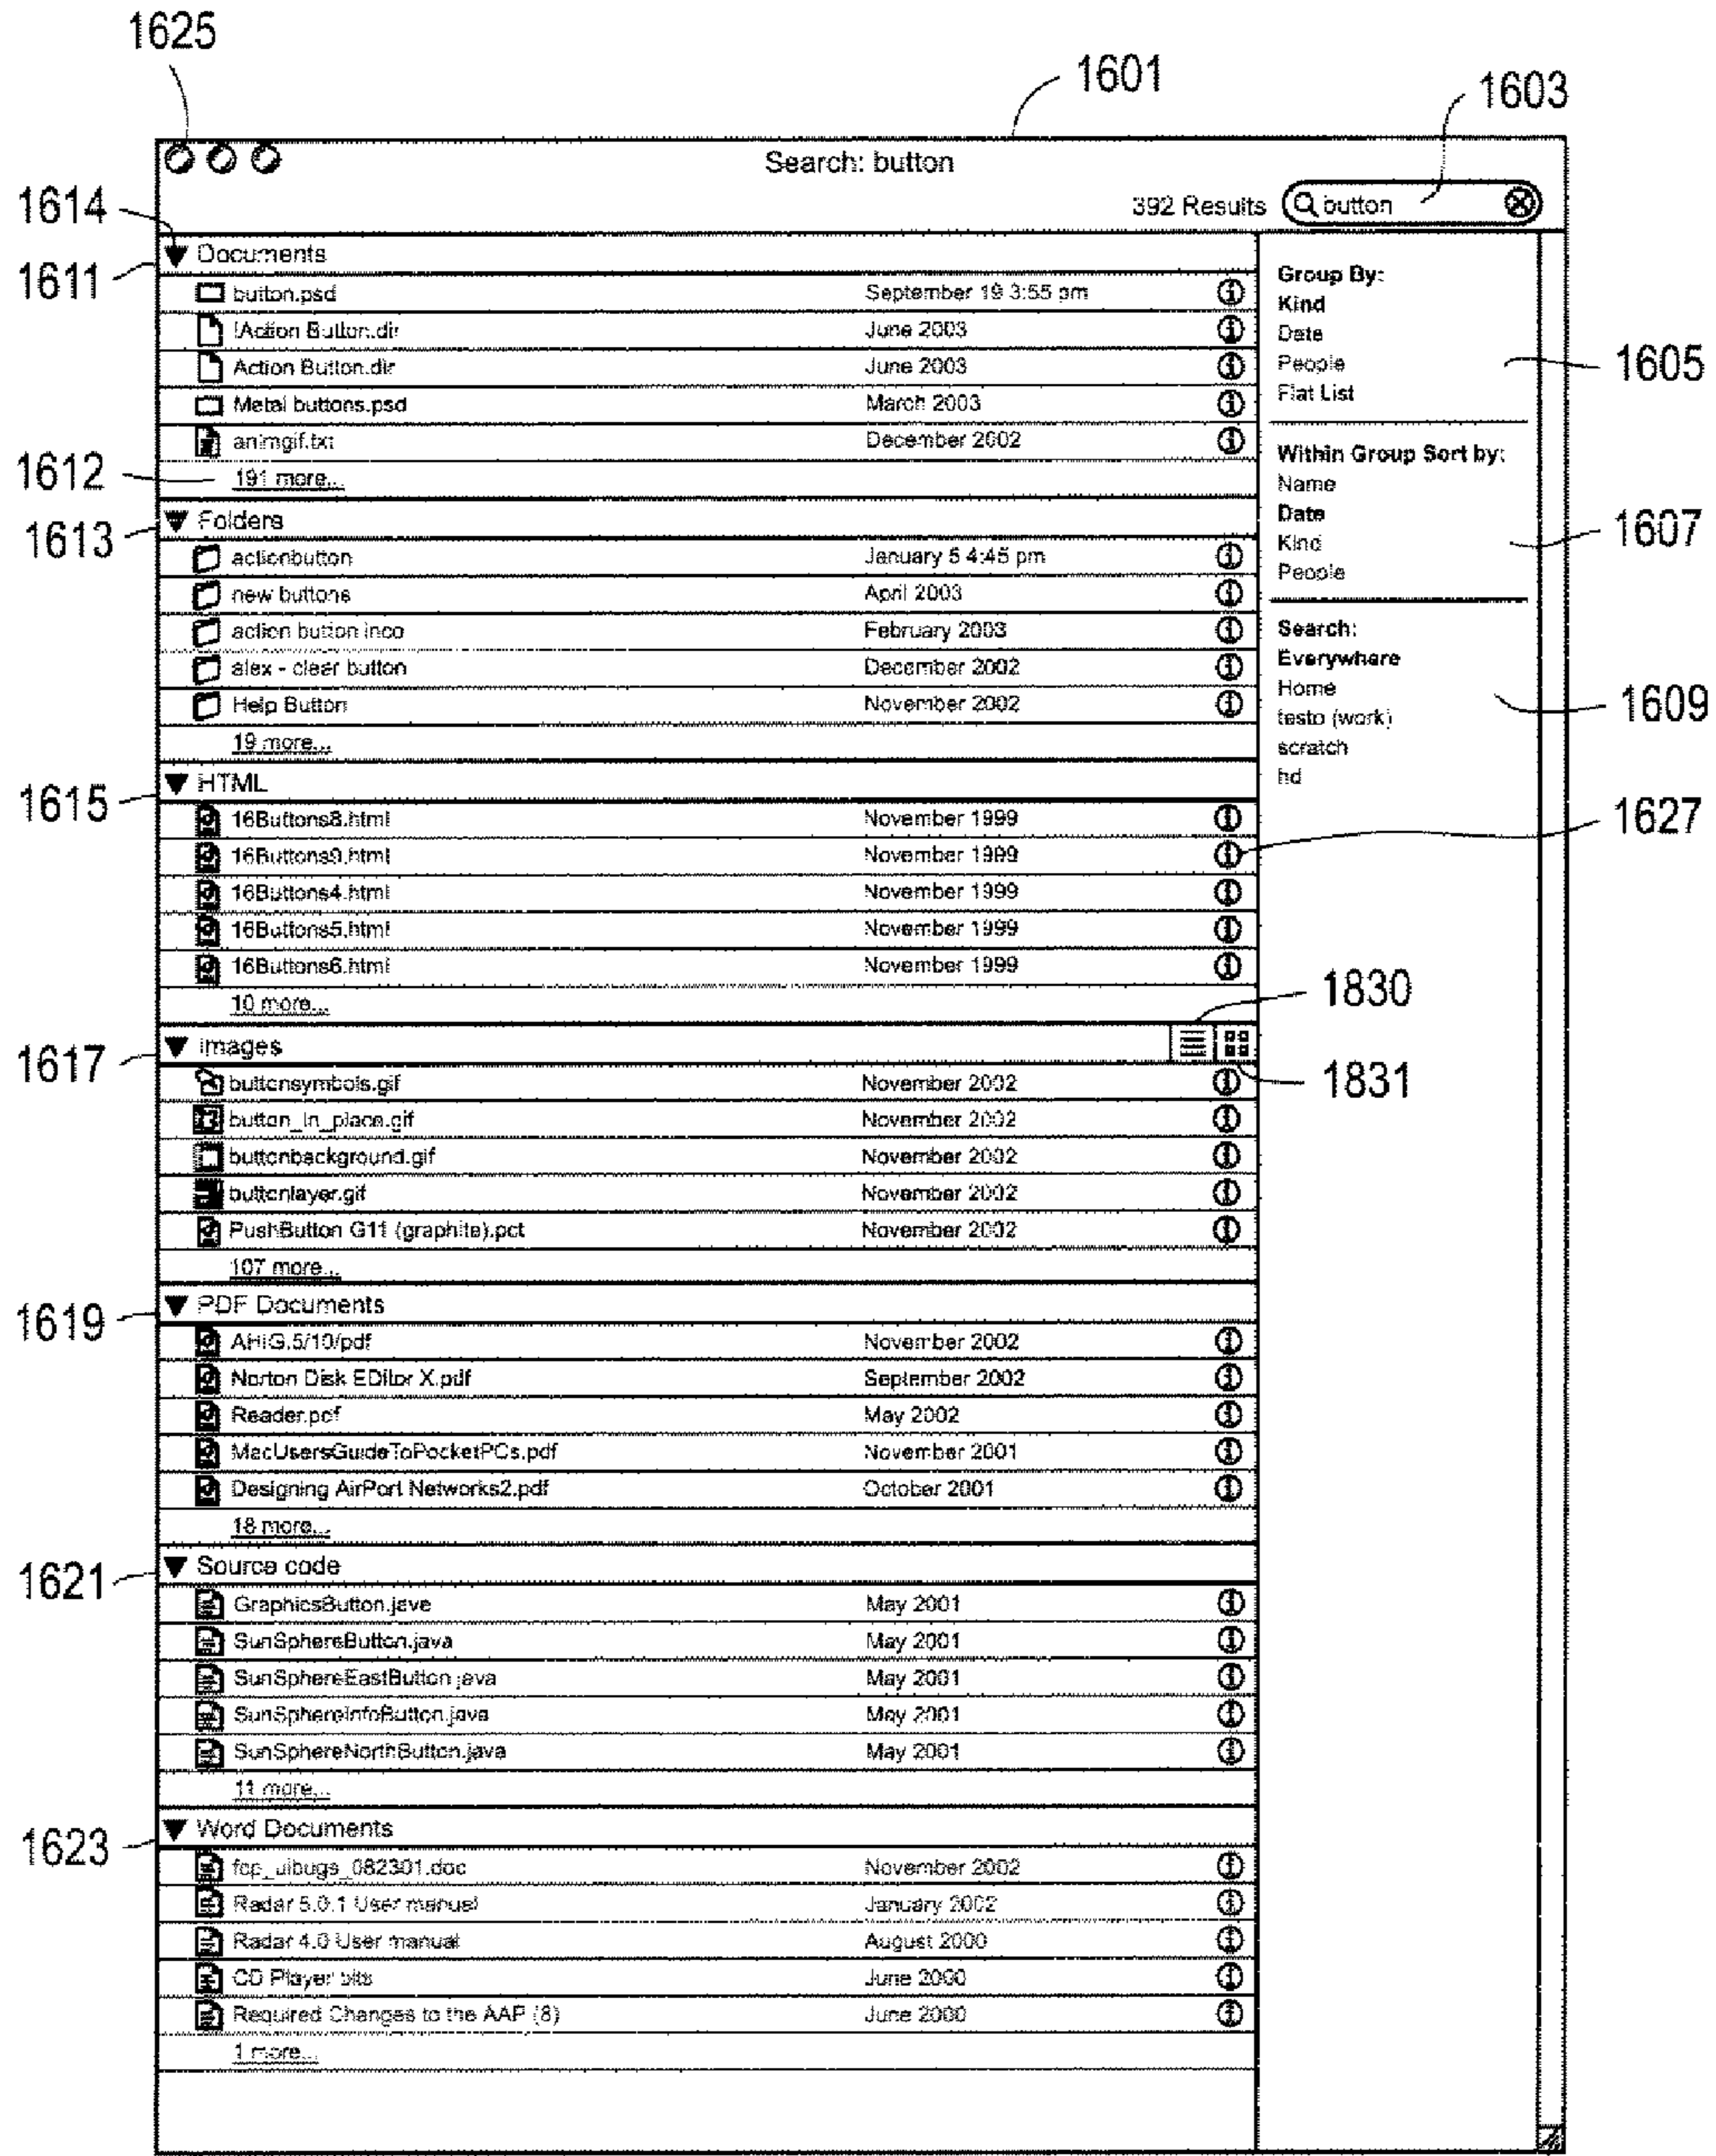 1625
1601
1603
Search: button
392 Results button
1614
1611
Documents
button.psd September 19 3:55 pm
!Action Button.dir June 2003
Action Button.dir June 2003
Metal buttons.psd March 2003
animgif.txt December 2002
1612
191 more...
1613
Folders
actionbutton January 5 4:45 pm
new buttons April 2003
action button inco February 2003
alex - clear button December 2002
Help Button November 2002
19 more...
1615
HTML
16Buttons8.html November 1999
16Buttons9.html November 1999
16Buttons4.html November 1999
16Buttons5.html November 1999
16Buttons6.html November 1999
10 more...
1617
Images
buttonsymbols.gif November 2002
button_in_place.gif November 2002
buttonbackground.gif November 2002
buttonlayer.gif November 2002
PushButton G11 (graphite).pct November 2002
107 more...
1619
PDF Documents
AHIG.5/10/pdf November 2002
Norton Disk EDitor X.pdf September 2002
Reader.pdf May 2002
MacUsersGuideToPocketPCs.pdf November 2001
Designing AirPort Networks2.pdf October 2001
18 more...
1621
Source code
GraphicsButton.jave May 2001
SunSphereButton.java May 2001
SunSphereEastButton.java May 2001
SunSphereInfoButton.java May 2001
SunSphereNorthButton.java May 2001
11 more...
1623
Word Documents
fcp_uibugs_082301.doc November 2002
Radar 5.0.1 User manual January 2002
Radar 4.0 User manual August 2000
CD Player bits June 2000
Required Changes to the AAP (8) June 2000
1 more...
Group By:
Kind
Date
People
Flat List
1605
Within Group Sort by:
Name
Date
Kind
People
1607
Search:
Everywhere
Home
testo (work)
scratch
hd
1609
1627
1830
1831